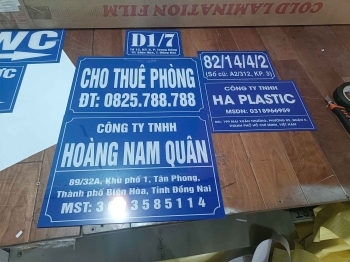 COLD LAMINATION FILM
WC
D1/7
CHO THUÊ PHÒNG
ĐT: 0825.788.788
82/14/4/2
(Số cũ: A2/312, KP. 3)
CÔNG TY TNHH
HA PLASTIC
MSDN: 0318966959
CÔNG TY TNHH
HOÀNG NAM QUÂN
89/32A, Khu phố 1, Tân Phong,
Thành phố Biên Hòa, Tỉnh Đồng Nai
MST: 3 3585114